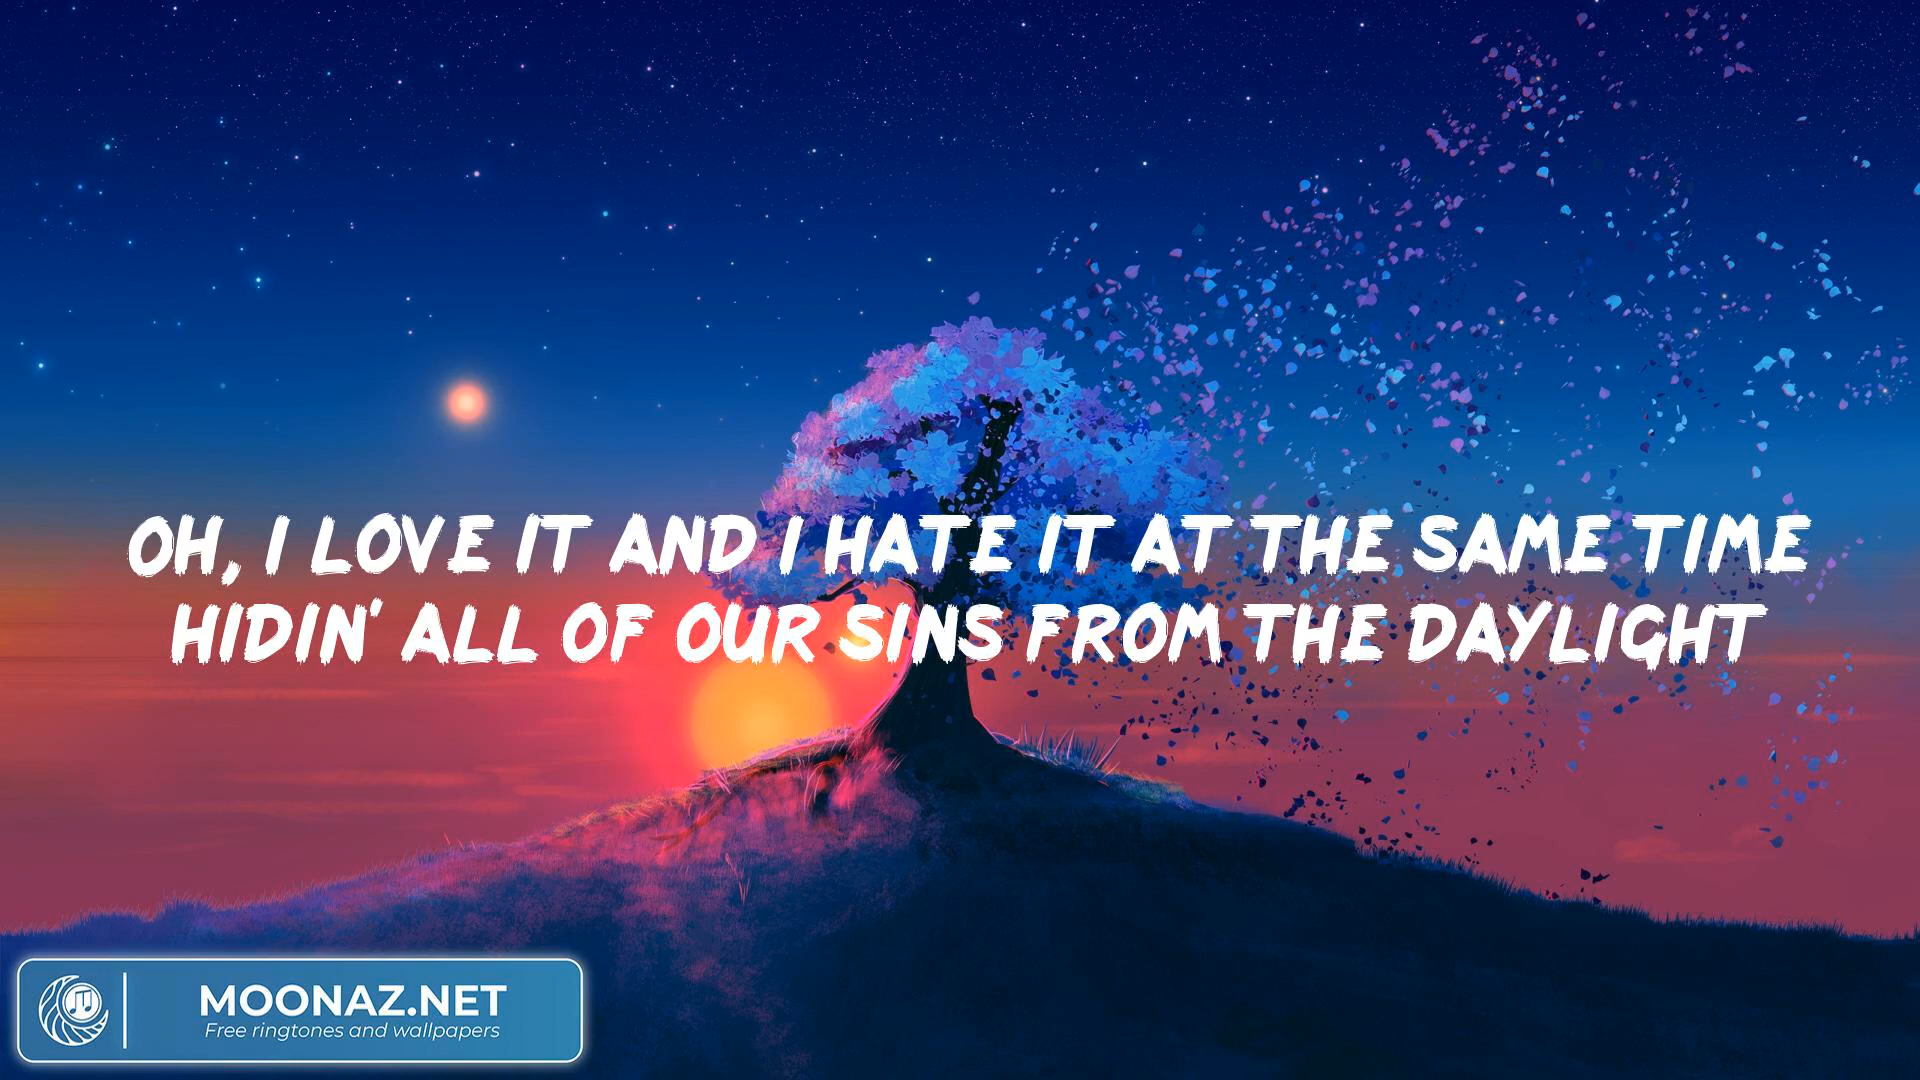 OH, I LOVE IT AND I HATE IT AT THE SAME TIME
HIDIN' ALL OF OUR SINS FROM THE DAYLIGHT
MOONAZ.NET
Free ringtones and wallpapers